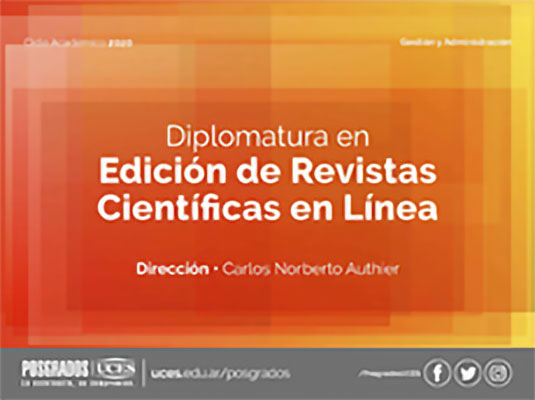 Ciclo Académico 2020
Gestión y Administración
Diplomatura en
Edición de Revistas
Científicas en Línea
Dirección • Carlos Norberto Authier
POSGRADOS | UCES
uces.edu.ar/posgrados
/PosgradosUCES